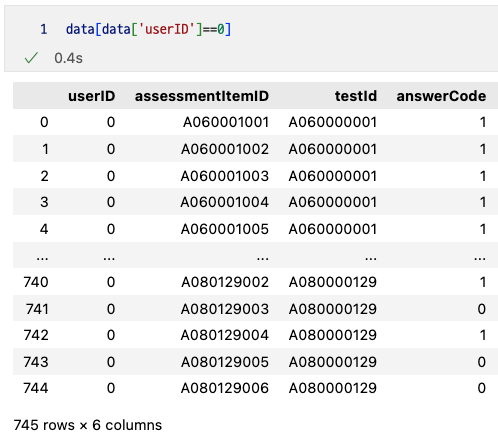 1 data[data['userID']==0]
0.4s
userID assessmentItemID testId answerCode
0 0 A060001001 A060000001 1
1 0 A060001002 A060000001 1
2 0 A060001003 A060000001 1
3 0 A060001004 A060000001 1
4 0 A060001005 A060000001 1
... ... ... ... ...
740 0 A080129002 A080000129 1
741 0 A080129003 A080000129 0
742 0 A080129004 A080000129 1
743 0 A080129005 A080000129 0
744 0 A080129006 A080000129 0
745 rows × 6 columns